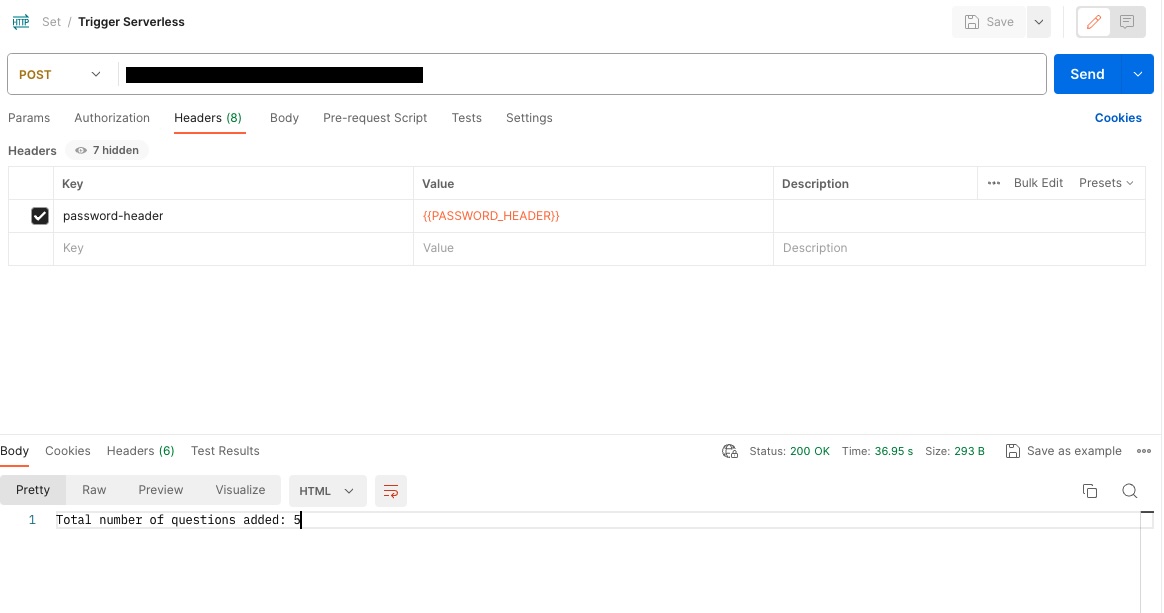 HTTP Set / Trigger Serverless Save
POST Send
Params Authorization Headers (8) Body Pre-request Script Tests Settings Cookies
Headers 7 hidden
Key Value Description ••• Bulk Edit Presets
password-header {{PASSWORD_HEADER}}
Key Value Description
Body Cookies Headers (6) Test Results Status: 200 OK Time: 36.95 s Size: 293 B Save as example •••
Pretty Raw Preview Visualize HTML
1 Total number of questions added: 5